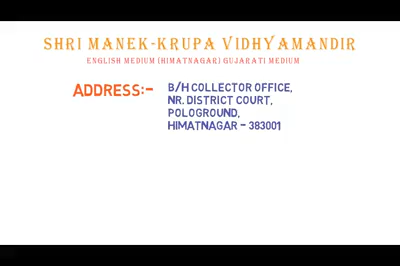 SHRI MANEK-KRUPA VIDHYAMANDIR
ENGLISH MEDIUM (HIMATNAGAR) GUJARATI MEDIUM
ADDRESS:- B/H COLLECTOR OFFICE,
NR. DISTRICT COURT,
POLOGROUND,
HIMATNAGAR - 383001